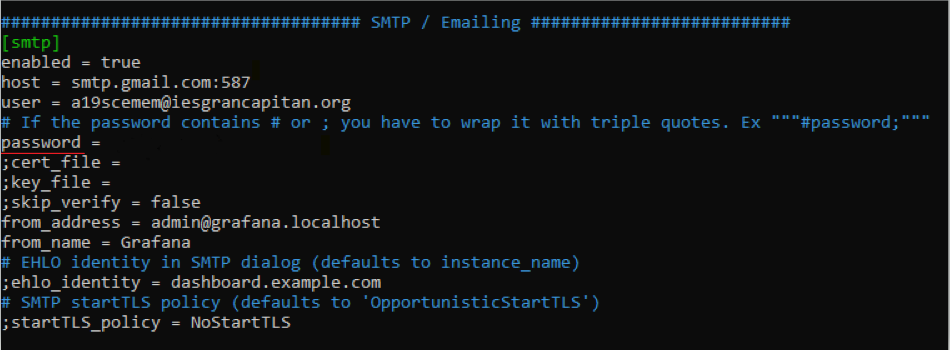 #################################### SMTP / Emailing ##########################
[smtp]
enabled = true
host = smtp.gmail.com:587
user = a19scemem@iesgrancapitan.org
# If the password contains # or ; you have to wrap it with triple quotes. Ex """#password;"""
password =
;cert_file =
;key_file =
;skip_verify = false
from_address = admin@grafana.localhost
from_name = Grafana
# EHLO identity in SMTP dialog (defaults to instance_name)
;ehlo_identity = dashboard.example.com
# SMTP startTLS policy (defaults to 'OpportunisticStartTLS')
;startTLS_policy = NoStartTLS